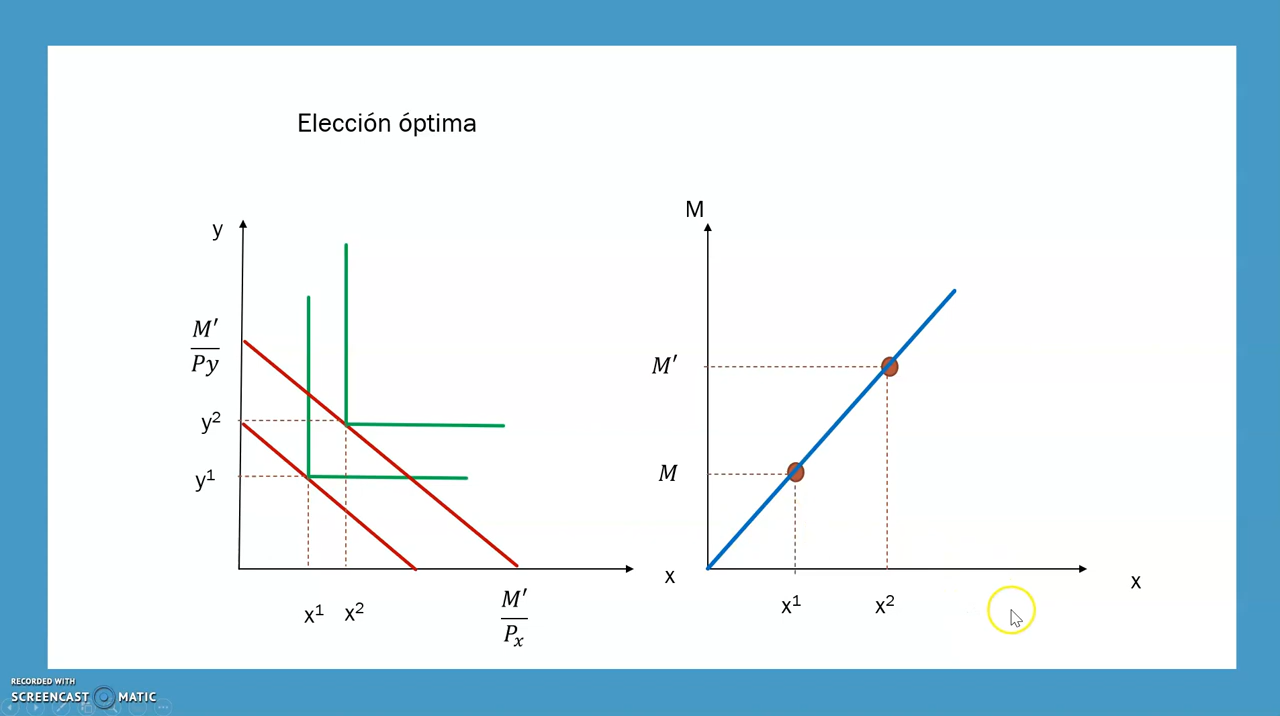 Elección óptima
y
M′
Py
y²
y¹
x¹
x²
M′
Pₓ
x
M
M′
M
x¹
x²
x
RECORDED WITH
SCREENCAST MATIC